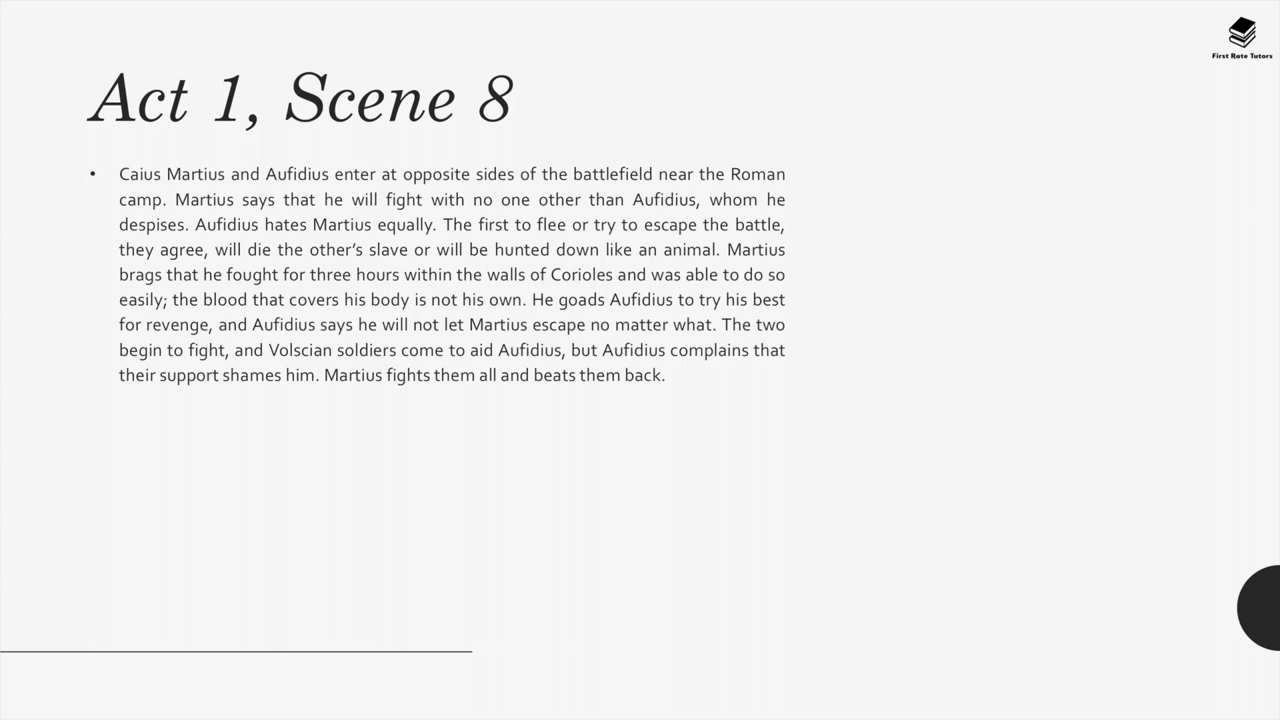 First Rate Tutors
Act 1, Scene 8
• Caius Martius and Aufidius enter at opposite sides of the battlefield near the Roman
camp. Martius says that he will fight with no one other than Aufidius, whom he
despises. Aufidius hates Martius equally. The first to flee or try to escape the battle,
they agree, will die the other’s slave or will be hunted down like an animal. Martius
brags that he fought for three hours within the walls of Corioles and was able to do so
easily; the blood that covers his body is not his own. He goads Aufidius to try his best
for revenge, and Aufidius says he will not let Martius escape no matter what. The two
begin to fight, and Volscian soldiers come to aid Aufidius, but Aufidius complains that
their support shames him. Martius fights them all and beats them back.